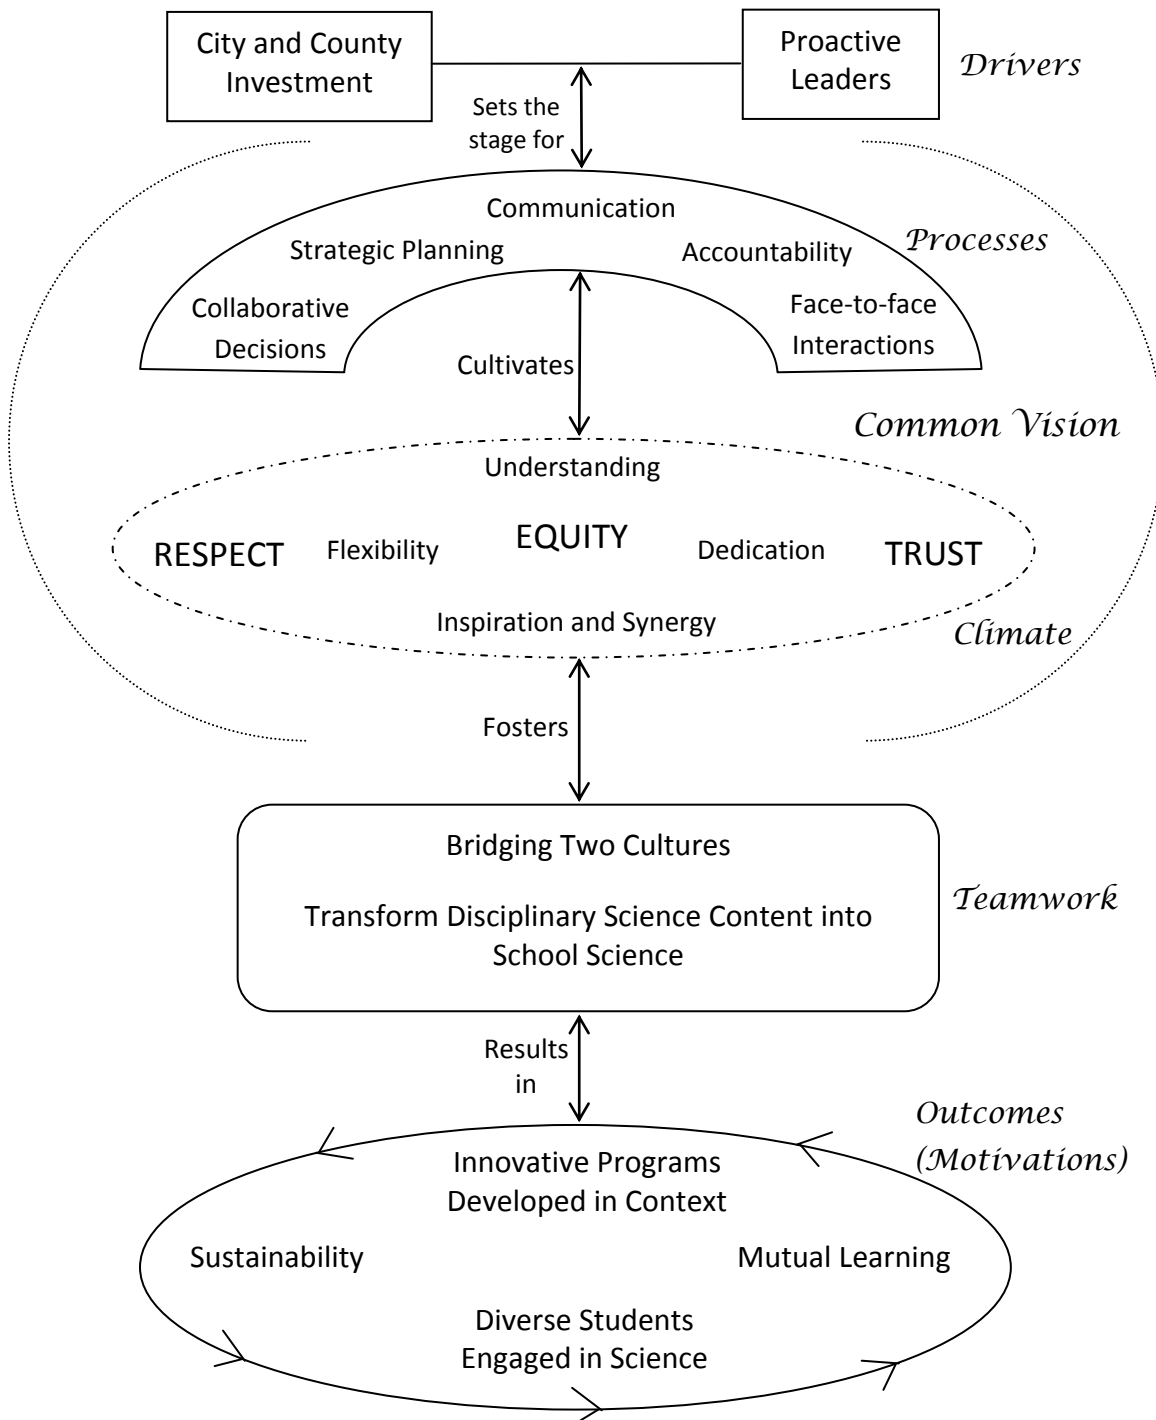 City and County
Investment
Proactive
Leaders
Drivers
Sets the
stage for
Communication
Strategic Planning
Accountability
Processes
Collaborative
Decisions
Face-to-face
Interactions
Cultivates
Common Vision
Understanding
RESPECT
Flexibility
EQUITY
Dedication
TRUST
Inspiration and Synergy
Climate
Fosters
Bridging Two Cultures
Transform Disciplinary Science Content into
School Science
Teamwork
Results
in
Outcomes
(Motivations)
Innovative Programs
Developed in Context
Sustainability
Mutual Learning
Diverse Students
Engaged in Science